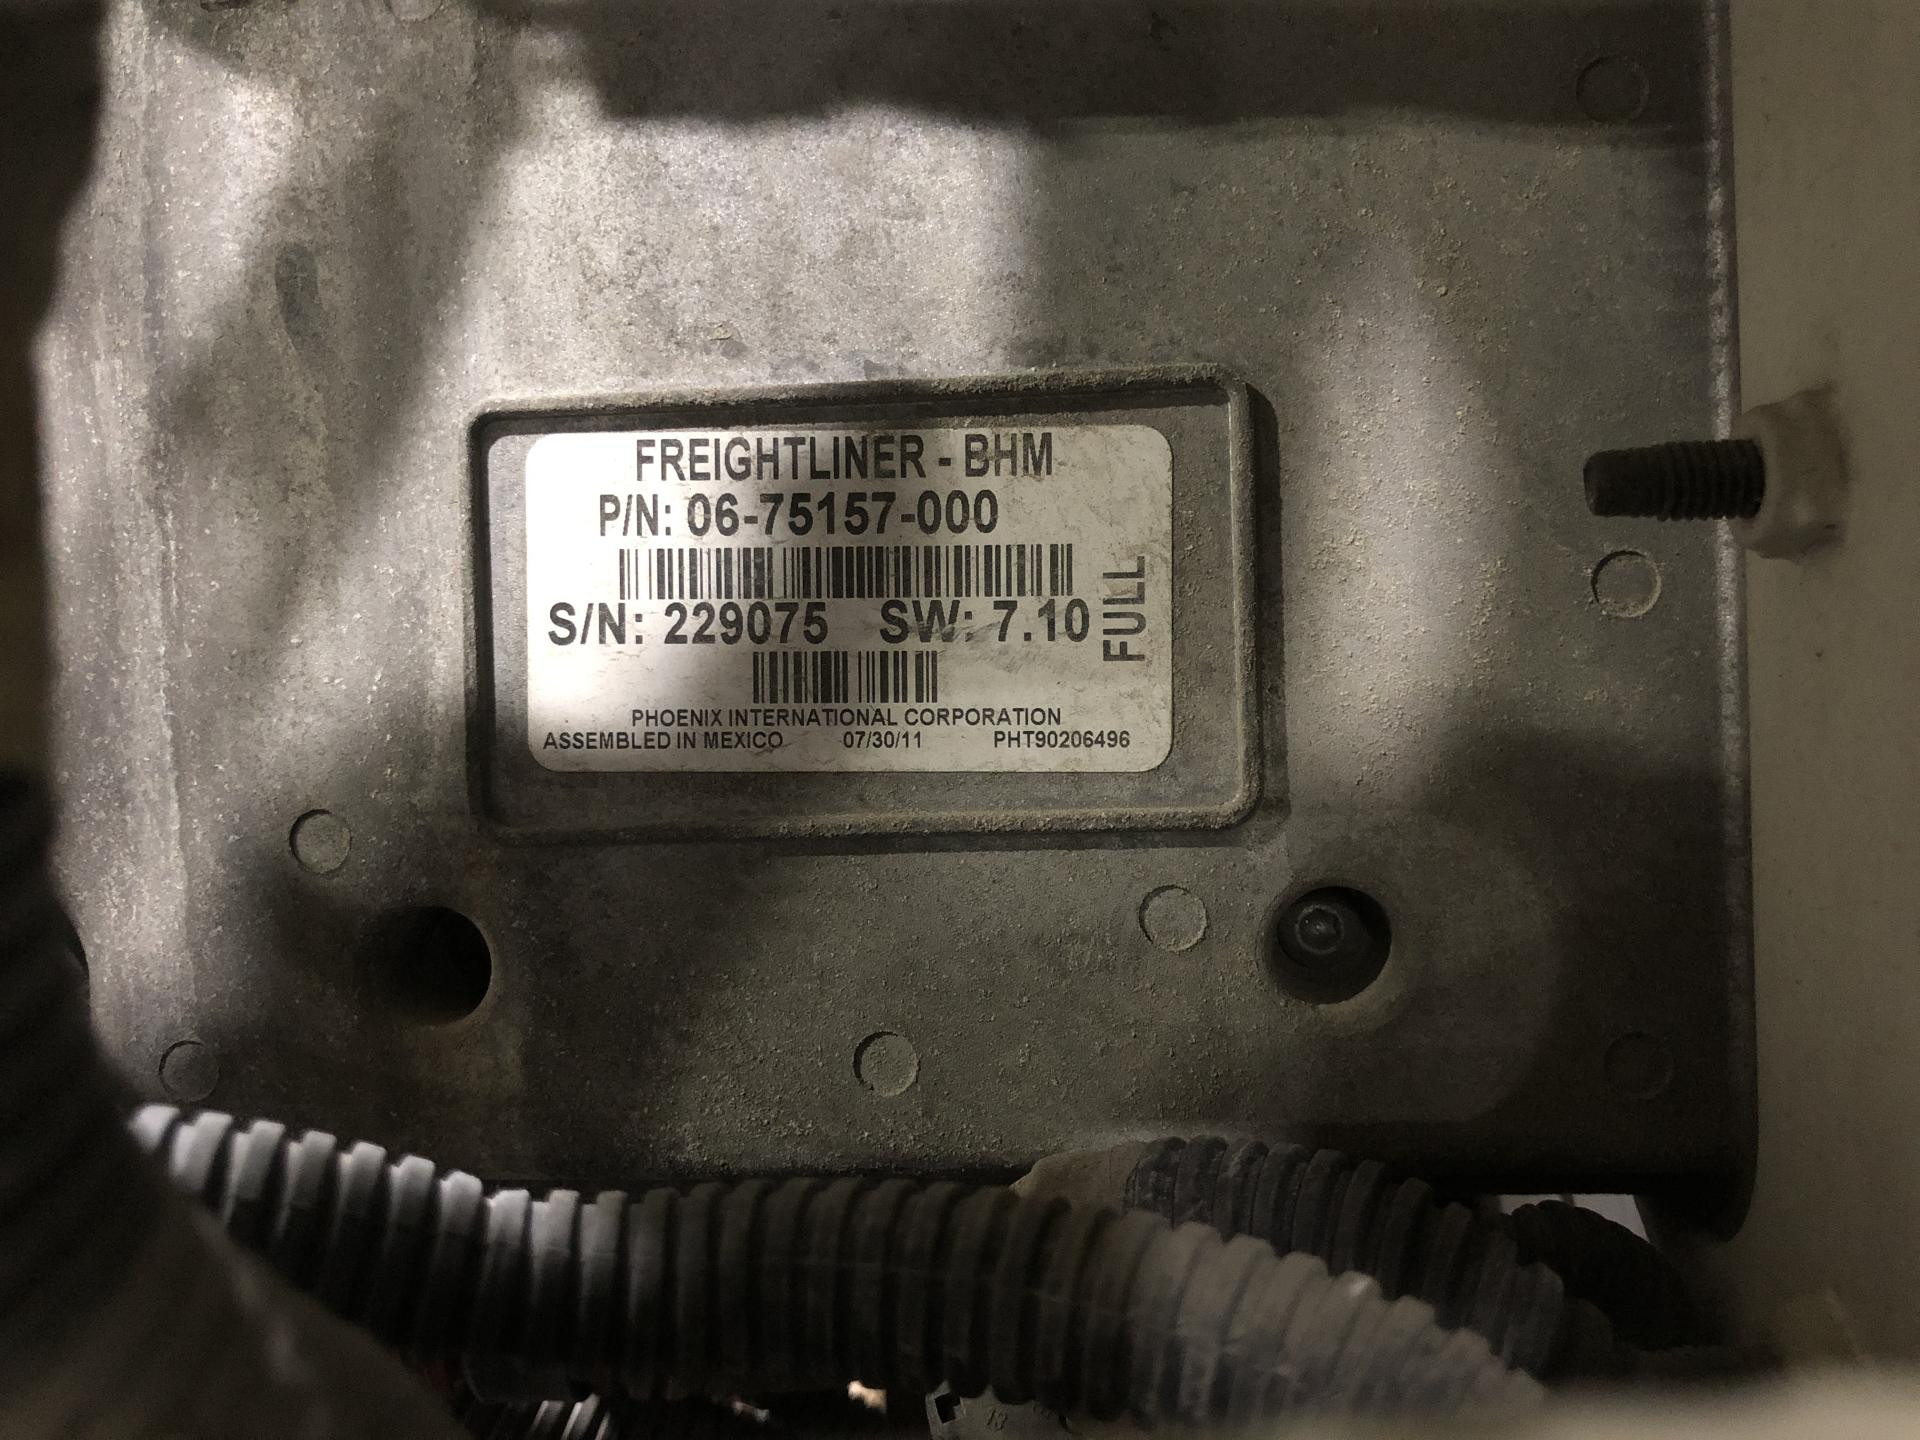 FREIGHTLINER - BHM
P/N: 06-75157-000
S/N: 229075 SW: 7.10
FULL
PHOENIX INTERNATIONAL CORPORATION
ASSEMBLED IN MEXICO 07/30/11 PHT90206496
13